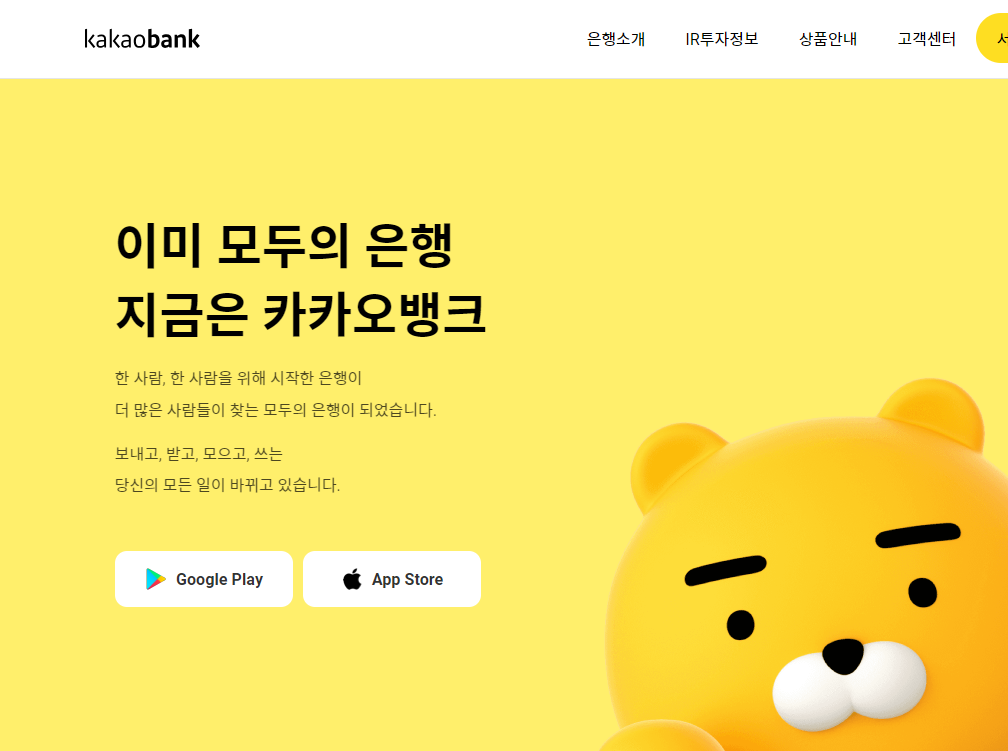 kakaobank
은행소개 IR투자정보 상품안내 고객센터
이미 모두의 은행
지금은 카카오뱅크
한 사람, 한 사람을 위해 시작한 은행이
더 많은 사람들이 찾는 모두의 은행이 되었습니다.
보내고, 받고, 모으고, 쓰는
당신의 모든 일이 바뀌고 있습니다.
Google Play
App Store